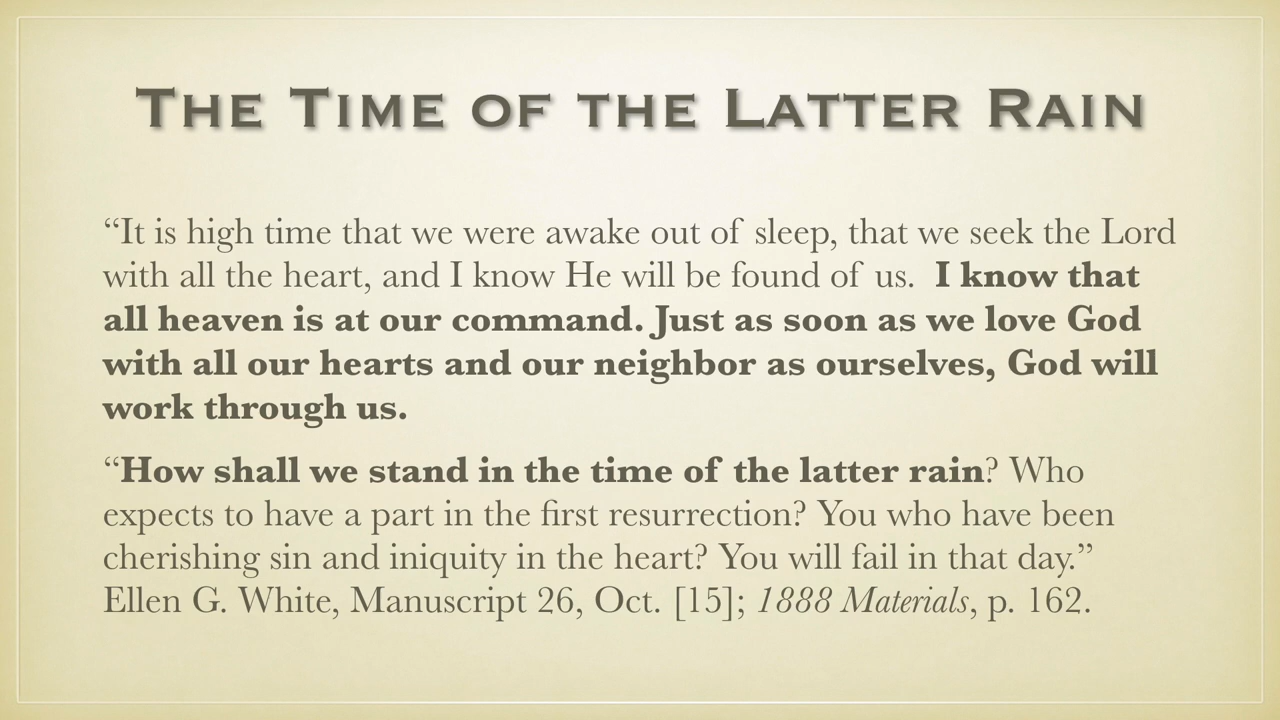 The Time of the Latter Rain
“It is high time that we were awake out of sleep, that we seek the Lord
with all the heart, and I know He will be found of us. I know that
all heaven is at our command. Just as soon as we love God
with all our hearts and our neighbor as ourselves, God will
work through us.
“How shall we stand in the time of the latter rain? Who
expects to have a part in the first resurrection? You who have been
cherishing sin and iniquity in the heart? You will fail in that day.”
Ellen G. White, Manuscript 26, Oct. [15]; 1888 Materials, p. 162.